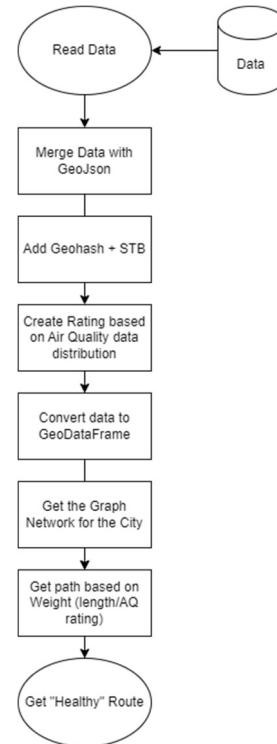 Read Data
Data
Merge Data with
GeoJson
Add Geohash + STB
Create Rating based
on Air Quality data
distribution
Convert data to
GeoDataFrame
Get the Graph
Network for the City
Get path based on
Weight (length/AQ
rating)
Get "Healthy" Route